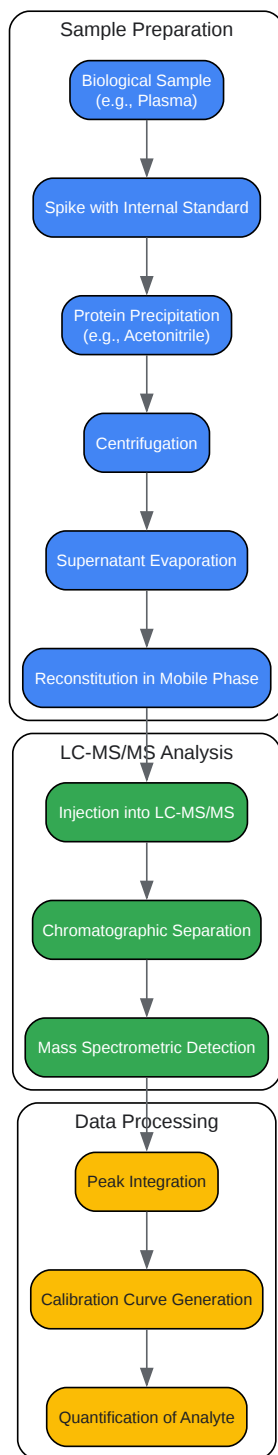 Sample Preparation
Biological Sample
(e.g., Plasma)
Spike with Internal Standard
Protein Precipitation
(e.g., Acetonitrile)
Centrifugation
Supernatant Evaporation
Reconstitution in Mobile Phase
LC-MS/MS Analysis
Injection into LC-MS/MS
Chromatographic Separation
Mass Spectrometric Detection
Data Processing
Peak Integration
Calibration Curve Generation
Quantification of Analyte